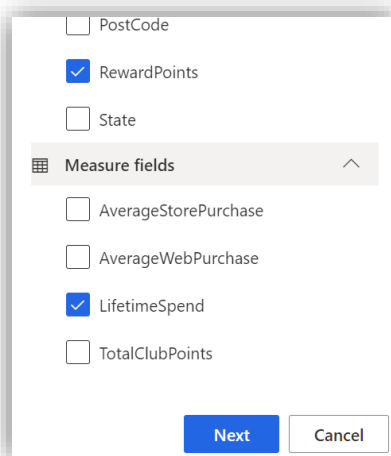 PostCode
RewardPoints
State
Measure fields
AverageStorePurchase
AverageWebPurchase
LifetimeSpend
TotalClubPoints
Next Cancel